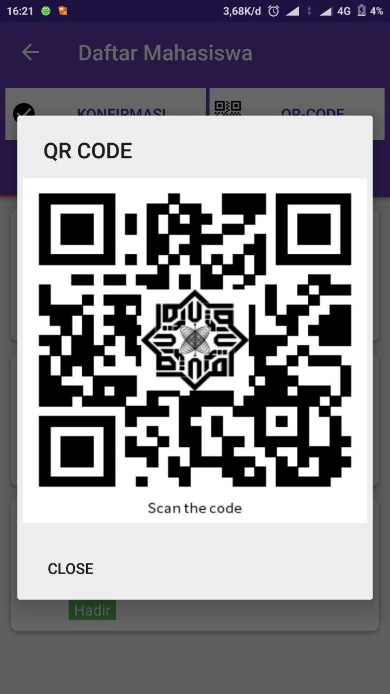 16:21
3,68K/d
4G
4%
Daftar Mahasiswa
KONFIRMASI
QR-CODE
QR CODE
Scan the code
CLOSE
Hadir